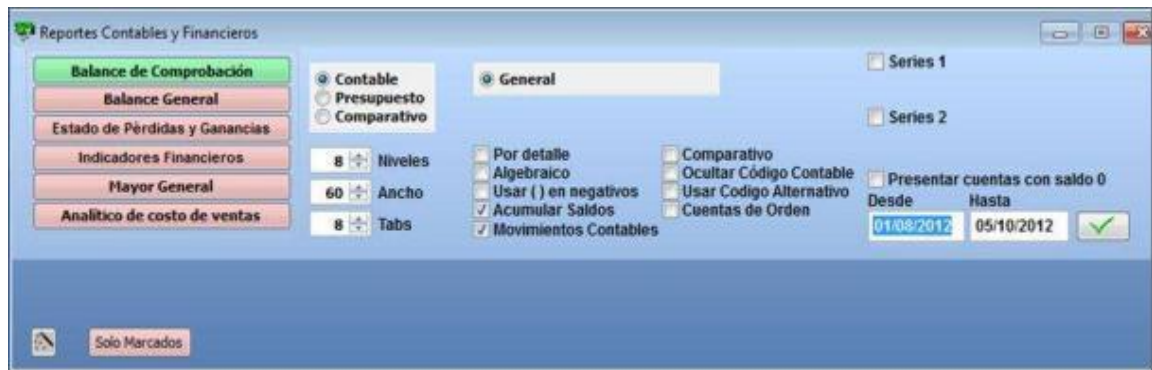 Reportes Contables y Financieros
Balance de Comprobación
Balance General
Estado de Pérdidas y Ganancias
Indicadores Financieros
Mayor General
Analítico de costo de ventas
Contable
Presupuesto
Comparativo
8 Niveles
60 Ancho
8 Tabs
General
Por detalle
Algebraico
Usar ( ) en negativos
Acumular Saldos
Movimientos Contables
Comparativo
Ocultar Código Contable
Usar Codigo Alternativo
Cuentas de Orden
Series 1
Series 2
Presentar cuentas con saldo 0
Desde Hasta
01/08/2012 05/10/2012
Solo Marcados